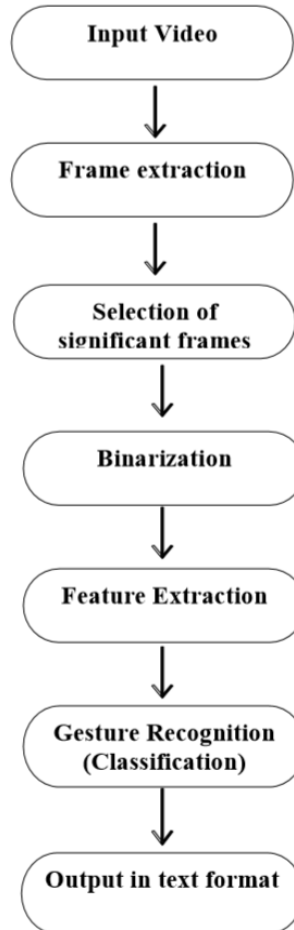 Input Video
Frame extraction
Selection of
significant frames
Binarization
Feature Extraction
Gesture Recognition
(Classification)
Output in text format